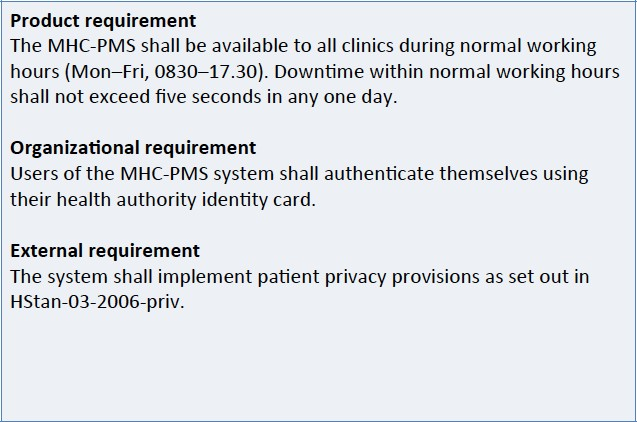 Product requirement
The MHC-PMS shall be available to all clinics during normal working
hours (Mon–Fri, 0830–17.30). Downtime within normal working hours
shall not exceed five seconds in any one day.
Organizational requirement
Users of the MHC-PMS system shall authenticate themselves using
their health authority identity card.
External requirement
The system shall implement patient privacy provisions as set out in
HStan-03-2006-priv.